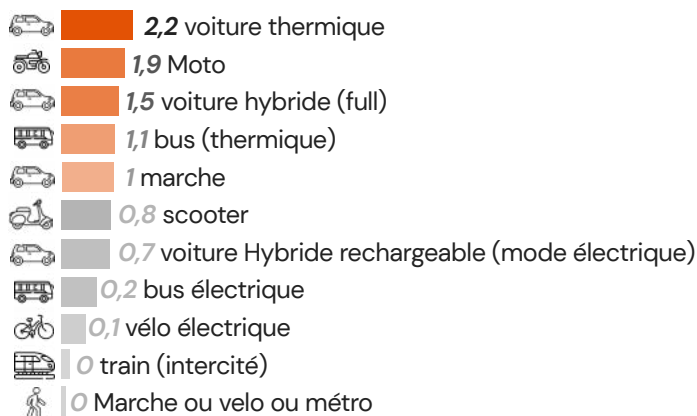 2,2 voiture thermique
1,9 Moto
1,5 voiture hybride (full)
1,1 bus (thermique)
1 marche
0,8 scooter
0,7 voiture Hybride rechargeable (mode électrique)
0,2 bus électrique
0,1 vélo électrique
0 train (intercité)
0 Marche ou velo ou métro